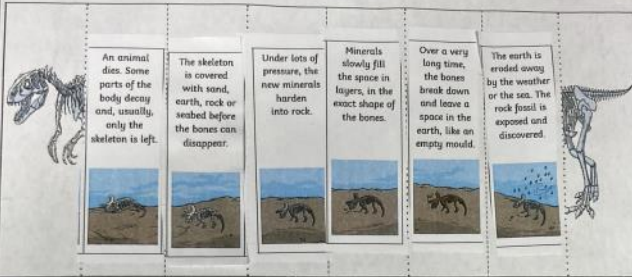 An animal
dies. Some
parts of the
body decay
and, usually,
only the
skeleton is left.
The skeleton
is covered
with sand,
earth, rock or
seabed before
the bones can
disappear.
Under lots of
pressure, the
new minerals
harden
into rock.
Minerals
slowly fill
the space in
layers, in the
exact shape of
the bones.
Over a very
long time,
the bones
break down
and leave a
space in the
earth, like an
empty mould.
The earth is
eroded away
by the weather
or the sea. The
rock fossil is
exposed and
discovered.